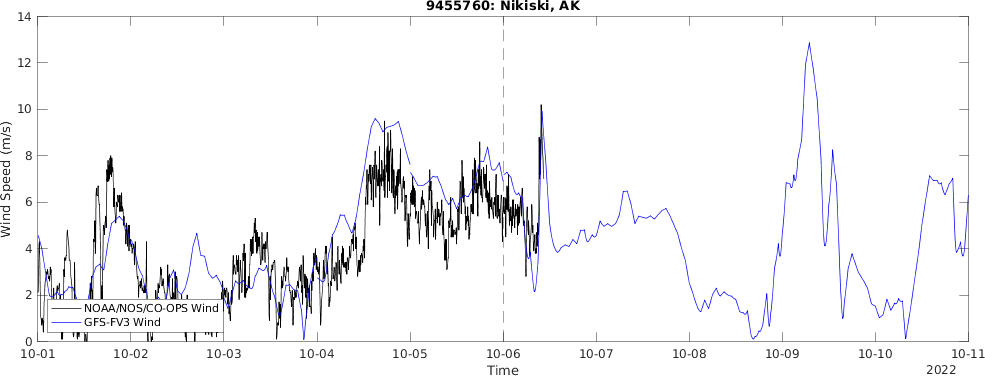 9455760: Nikiski, AK
Wind Speed (m/s)
14
12
10
8
6
4
2
0
NOAA/NOS/CO-OPS Wind
GFS-FV3 Wind
10-01 10-02 10-03 10-04 10-05 10-06 10-07 10-08 10-09 10-10 10-11
Time
2022